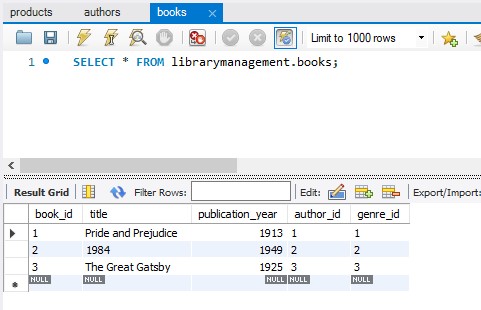 products authors books
Limit to 1000 rows
1 SELECT * FROM librarymanagement.books;
Result Grid Filter Rows: Edit: Export/Import:
book_id title publication_year author_id genre_id
1 Pride and Prejudice 1913 1 1
2 1984 1949 2 2
3 The Great Gatsby 1925 3 3
NULL NULL NULL NULL NULL